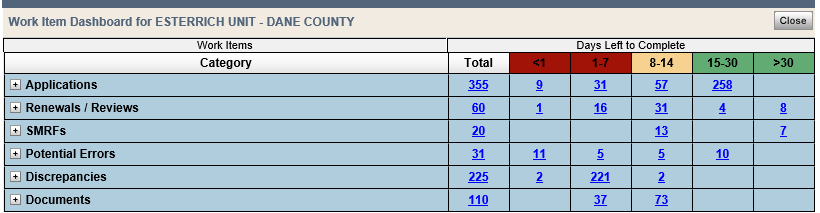 Work Item Dashboard for ESTERRICH UNIT - DANE COUNTY Close
Work Items Days Left to Complete
Category Total <1 1-7 8-14 15-30 >30
Applications 355 9 31 57 258
Renewals / Reviews 60 1 16 31 4 8
SMRFs 20 13 7
Potential Errors 31 11 5 5 10
Discrepancies 225 2 221 2
Documents 110 37 73